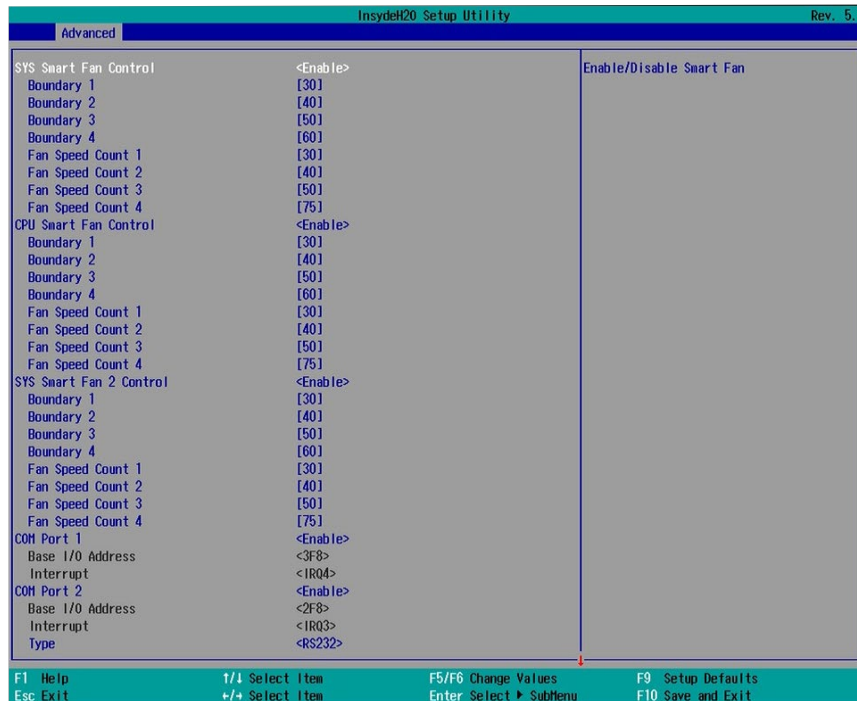 InsydeH20 Setup Utility Rev. 5.
Advanced
SYS Smart Fan Control <Enable> Enable/Disable Smart Fan
Boundary 1 [30]
Boundary 2 [40]
Boundary 3 [50]
Boundary 4 [60]
Fan Speed Count 1 [30]
Fan Speed Count 2 [40]
Fan Speed Count 3 [50]
Fan Speed Count 4 [75]
CPU Smart Fan Control <Enable>
Boundary 1 [30]
Boundary 2 [40]
Boundary 3 [50]
Boundary 4 [60]
Fan Speed Count 1 [30]
Fan Speed Count 2 [40]
Fan Speed Count 3 [50]
Fan Speed Count 4 [75]
SYS Smart Fan 2 Control <Enable>
Boundary 1 [30]
Boundary 2 [40]
Boundary 3 [50]
Boundary 4 [60]
Fan Speed Count 1 [30]
Fan Speed Count 2 [40]
Fan Speed Count 3 [50]
Fan Speed Count 4 [75]
COM Port 1 <Enable>
Base I/O Address <3F8>
Interrupt <IRQ4>
COM Port 2 <Enable>
Base I/O Address <2F8>
Interrupt <IRQ3>
Type <RS232>
F1 Help ↑/↓ Select Item F5/F6 Change Values F9 Setup Defaults
Esc Exit ←/→ Select Item Enter Select ▶ SubMenu F10 Save and Exit